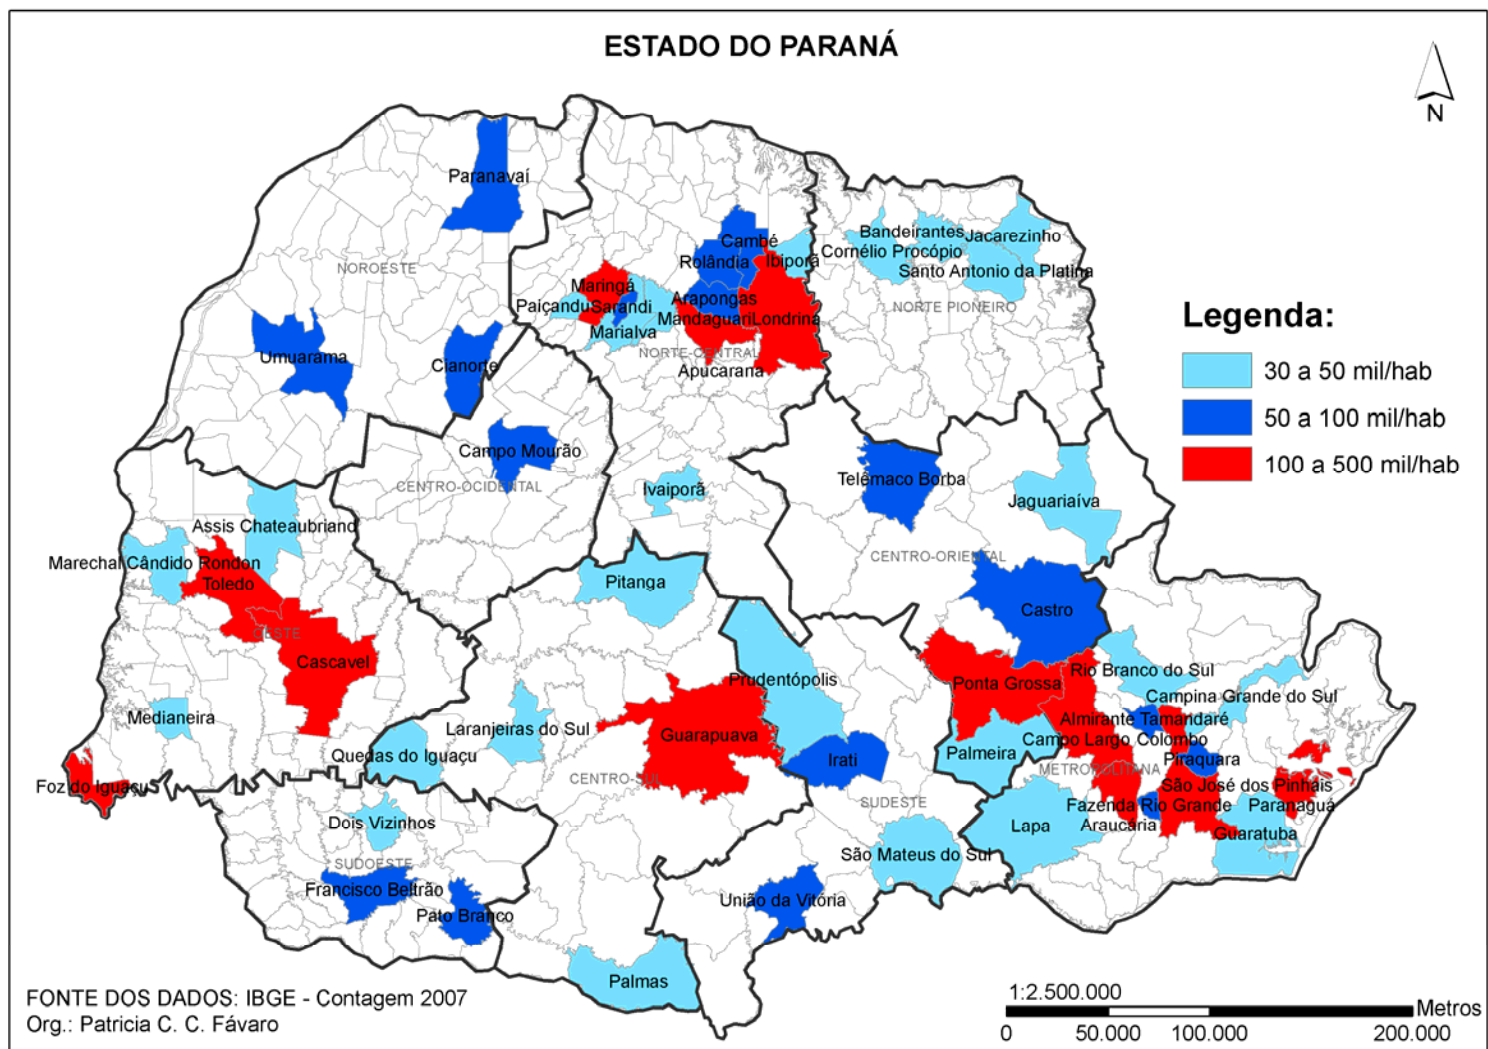 ESTADO DO PARANÁ
N
Paranavaí
NOROESTE
Umuarama
Cianorte
Cambé
Rolândia
Ibiporã
Maringá
Paiçandu
Sarandi
Arapongas
Mandaguari
Londrina
Marialva
NORTE-CENTRAL
Apucarana
Bandeirantes
Jacarezinho
Cornélio Procópio
Santo Antonio da Platina
NORTE PIONEIRO
Legenda:
30 a 50 mil/hab
50 a 100 mil/hab
100 a 500 mil/hab
Campo Mourão
CENTRO-OCIDENTAL
Ivaiporã
Telêmaco Borba
Jaguariaíva
CENTRO-ORIENTAL
Castro
Assis Chateaubriand
Marechal Cândido Rondon
Toledo
OESTE
Cascavel
Medianeira
Foz do Iguaçu
Pitanga
Prudentópolis
Laranjeiras do Sul
Quedas do Iguaçu
Guarapuava
CENTRO-SUL
Irati
SUDESTE
Ponta Grossa
Palmeira
Rio Branco do Sul
Campina Grande do Sul
Almirante Tamandaré
Campo Largo
Colombo
Piraquara
METROPOLITANA
São José dos Pinhais
Fazenda Rio Grande
Paranaguá
Araucária
Guaratuba
Lapa
São Mateus do Sul
Dois Vizinhos
SUDOESTE
Francisco Beltrão
Pato Branco
União da Vitória
Palmas
FONTE DOS DADOS: IBGE - Contagem 2007
Org.: Patricia C. C. Fávaro
1:2.500.000
Metros
0 50.000 100.000 200.000